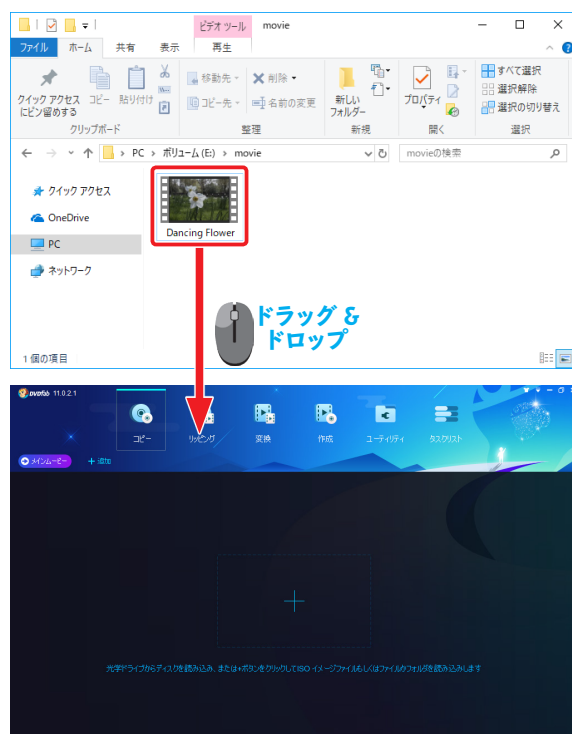 ビデオ ツール movie
ファイル ホーム 共有 表示 再生
クイック アクセス
にピン留めする
コピー
貼り付け
移動先
コピー先
削除
名前の変更
新しい
フォルダー
プロパティ
すべて選択
選択解除
選択の切り替え
クリップボード 整理 新規 開く 選択
PC › ボリューム (E:) › movie
movieの検索
クイック アクセス
OneDrive
PC
ネットワーク
Dancing Flower
ドラッグ &
ドロップ
1 個の項目
DVDFab 11.0.2.1
コピー リッピング 変換 作成 ユーティリティ タスクリスト
メインムービー
追加
光学ドライブからディスクを読み込み、または+ボタンをクリックしてISO イメージファイルもしくはファイルかフォルダを読み込みします